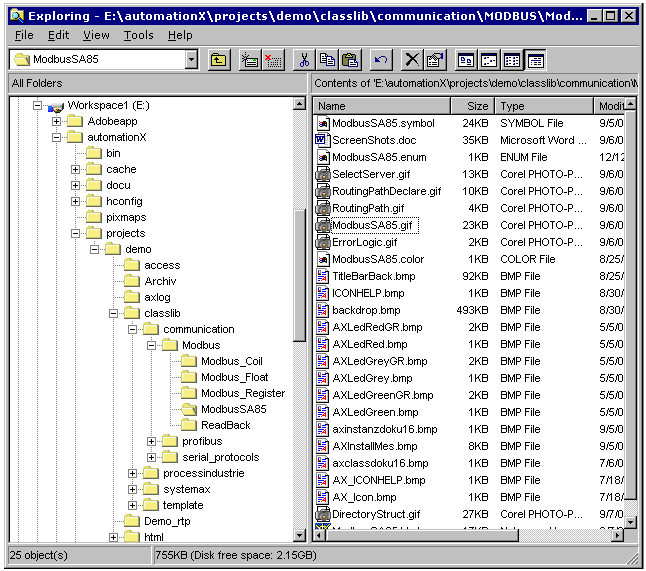 Exploring - E:\automationX\projects\demo\classlib\communication\MODBUS\Mod...
File Edit View Tools Help
ModbusSA85
All Folders
Contents of 'E:\automationX\projects\demo\classlib\communication\
Workspace1 (E:)
Adobeapp
automationX
bin
cache
docu
hconfig
pixmaps
projects
demo
access
Archiv
axlog
classlib
communication
Modbus
Modbus_Coil
Modbus_Float
Modbus_Register
ModbusSA85
ReadBack
profibus
serial_protocols
processindustrie
systemax
template
Demo_rtp
html
Name Size Type Modif
ModbusSA85.symbol 24KB SYMBOL File 9/5/0
ScreenShots.doc 35KB Microsoft Word ... 9/6/0
ModbusSA85.enum 1KB ENUM File 12/12
SelectServer.gif 13KB Corel PHOTO-P... 9/6/0
RoutingPathDeclare.gif 10KB Corel PHOTO-P... 9/6/0
RoutingPath.gif 4KB Corel PHOTO-P... 9/6/0
ModbusSA85.gif 23KB Corel PHOTO-P... 9/6/0
ErrorLogic.gif 2KB Corel PHOTO-P... 9/6/0
ModbusSA85.color 1KB COLOR File 8/25/
TitleBarBack.bmp 92KB BMP File 8/25/
ICONHELP.bmp 1KB BMP File 8/30/
backdrop.bmp 493KB BMP File 8/30/
AXLedRedGR.bmp 2KB BMP File 5/5/0
AXLedRed.bmp 1KB BMP File 5/5/0
AXLedGreyGR.bmp 2KB BMP File 5/5/0
AXLedGrey.bmp 1KB BMP File 5/5/0
AXLedGreenGR.bmp 2KB BMP File 5/5/0
AXLedGreen.bmp 1KB BMP File 5/5/0
axinstanzdoku16.bmp 1KB BMP File 9/5/0
AXInstallMes.bmp 8KB BMP File 9/5/0
axclassdoku16.bmp 1KB BMP File 7/6/0
AX_ICONHELP.bmp 1KB BMP File 7/18/
AX_Icon.bmp 1KB BMP File 7/18/
DirectoryStruct.gif 27KB Corel PHOTO-P... 9/7/0
25 object(s)
755KB (Disk free space: 2.15GB)